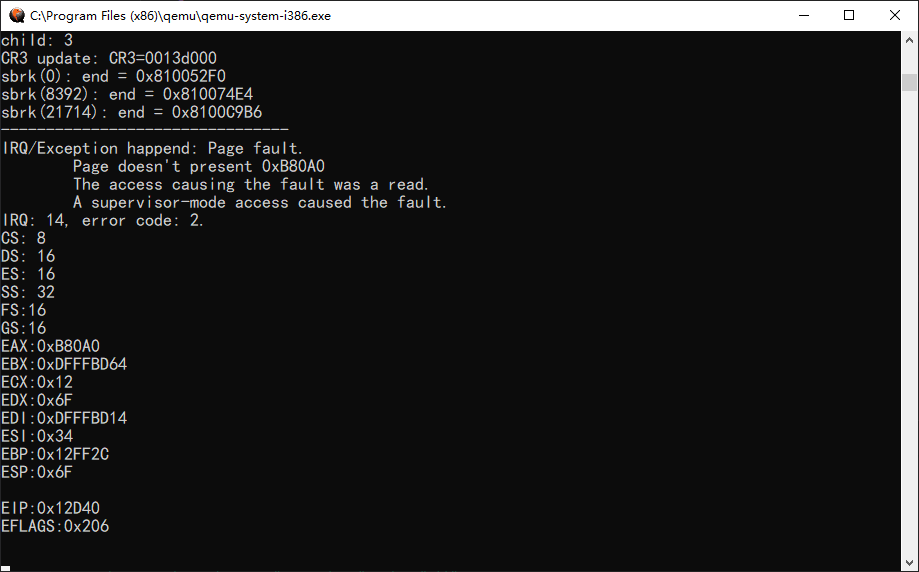 C:\Program Files (x86)\qemu\qemu-system-i386.exe
child: 3
CR3 update: CR3=0013d000
sbrk(0): end = 0x810052F0
sbrk(8392): end = 0x810074E4
sbrk(21714): end = 0x8100C9B6
--------------------------------
IRQ/Exception happend: Page fault.
Page doesn't present 0xB80A0
The access causing the fault was a read.
A supervisor-mode access caused the fault.
IRQ: 14, error code: 2.
CS: 8
DS: 16
ES: 16
SS: 32
FS:16
GS:16
EAX:0xB80A0
EBX:0xDFFFBD64
ECX:0x12
EDX:0x6F
EDI:0xDFFFBD14
ESI:0x34
EBP:0x12FF2C
ESP:0x6F
EIP:0x12D40
EFLAGS:0x206